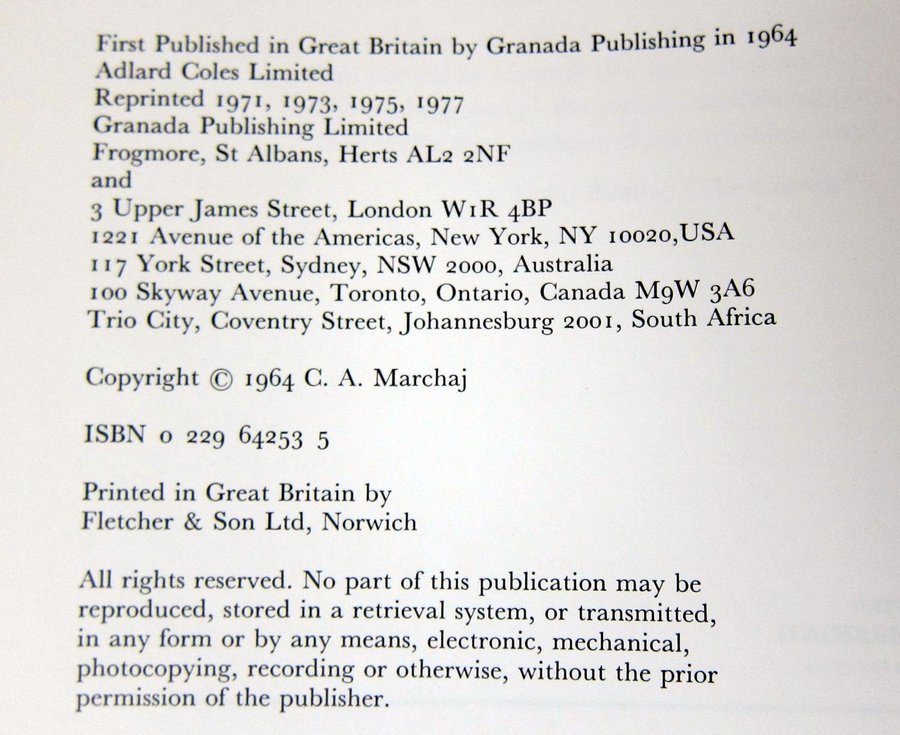 First Published in Great Britain by Granada Publishing in 1964
Adlard Coles Limited
Reprinted 1971, 1973, 1975, 1977
Granada Publishing Limited
Frogmore, St Albans, Herts AL2 2NF
and
3 Upper James Street, London W1R 4BP
1221 Avenue of the Americas, New York, NY 10020,USA
117 York Street, Sydney, NSW 2000, Australia
100 Skyway Avenue, Toronto, Ontario, Canada M9W 3A6
Trio City, Coventry Street, Johannesburg 2001, South Africa
Copyright © 1964 C. A. Marchaj
ISBN 0 229 64253 5
Printed in Great Britain by
Fletcher & Son Ltd, Norwich
All rights reserved. No part of this publication may be
reproduced, stored in a retrieval system, or transmitted,
in any form or by any means, electronic, mechanical,
photocopying, recording or otherwise, without the prior
permission of the publisher.